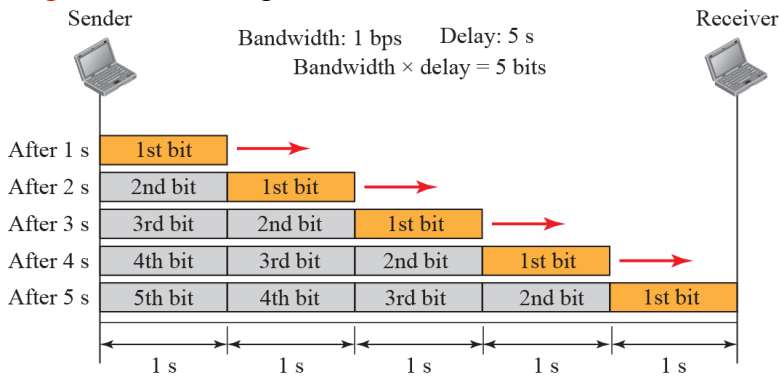 Sender Receiver
Bandwidth: 1 bps Delay: 5 s
Bandwidth × delay = 5 bits
After 1 s 1st bit
After 2 s 2nd bit 1st bit
After 3 s 3rd bit 2nd bit 1st bit
After 4 s 4th bit 3rd bit 2nd bit 1st bit
After 5 s 5th bit 4th bit 3rd bit 2nd bit 1st bit
1 s 1 s 1 s 1 s 1 s